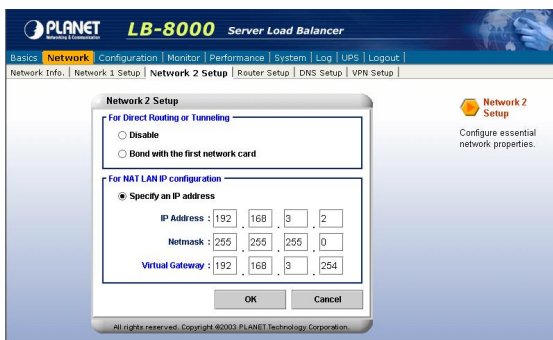 PLANET
Networking & Communication
LB-8000 Server Load Balancer
Basics | Network | Configuration | Monitor | Performance | System | Log | UPS | Logout |
Network Info. | Network 1 Setup | Network 2 Setup | Router Setup | DNS Setup | VPN Setup |
Network 2 Setup
For Direct Routing or Tunneling
Disable
Bond with the first network card
For NAT LAN IP configuration
Specify an IP address
IP Address : 192 . 168 . 3 . 2
Netmask : 255 . 255 . 255 . 0
Virtual Gateway : 192 . 168 . 3 . 254
OK Cancel
All rights reserved. Copyright ©2003 PLANET Technology Corporation.
Network 2
Setup
Configure essential
network properties.